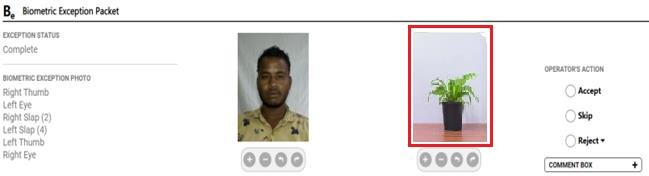 Be Biometric Exception Packet
EXCEPTION STATUS
Complete
BIOMETRIC EXCEPTION PHOTO
Right Thumb
Left Eye
Right Slap (2)
Left Slap (4)
Left Thumb
Right Eye
OPERATOR'S ACTION
Accept
Skip
Reject
COMMENT BOX +